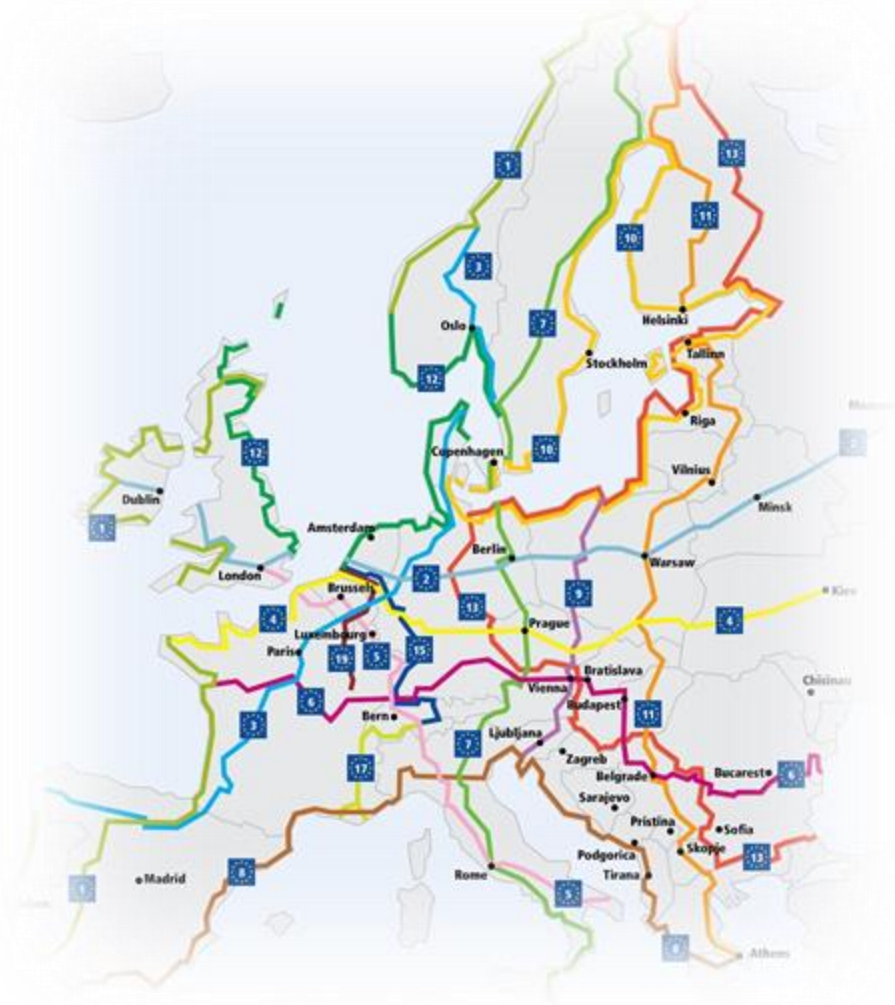 1
13
11
10
3
Oslo
7
Helsinki
Tallinn
Stockholm
12
Riga
12
Copenhagen
10
Vilnius
Dublin
Minsk
1
Amsterdam
Berlin
Warsaw
London
2
Brussels
9
Kiev
4
13
4
Prague
Luxembourg
Paris
19
5
15
Bratislava
Vienna
Chisinau
6
Budapest
Bern
11
3
Ljubljana
7
Zagreb
17
Belgrade
Bucarest
6
Sarajevo
Pristina
Sofia
Skopje
Podgorica
13
8
Madrid
Rome
Tirana
1
5
8
Athens